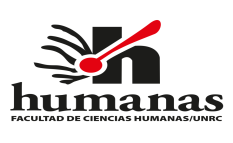 h
humanas
FACULTAD DE CIENCIAS HUMANAS/UNRC